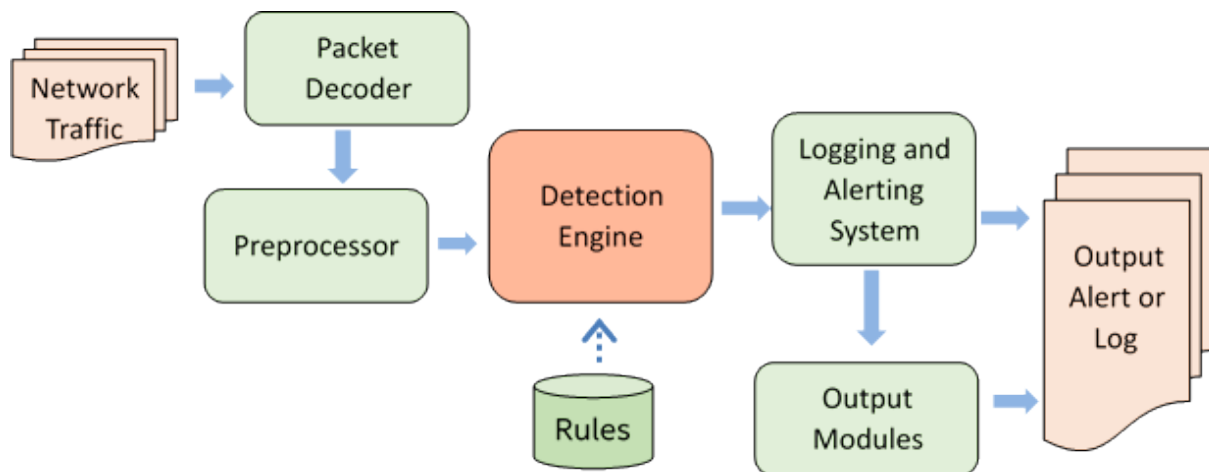 Network
Traffic
Packet
Decoder
Preprocessor
Detection
Engine
Rules
Logging and
Alerting
System
Output
Modules
Output
Alert or
Log